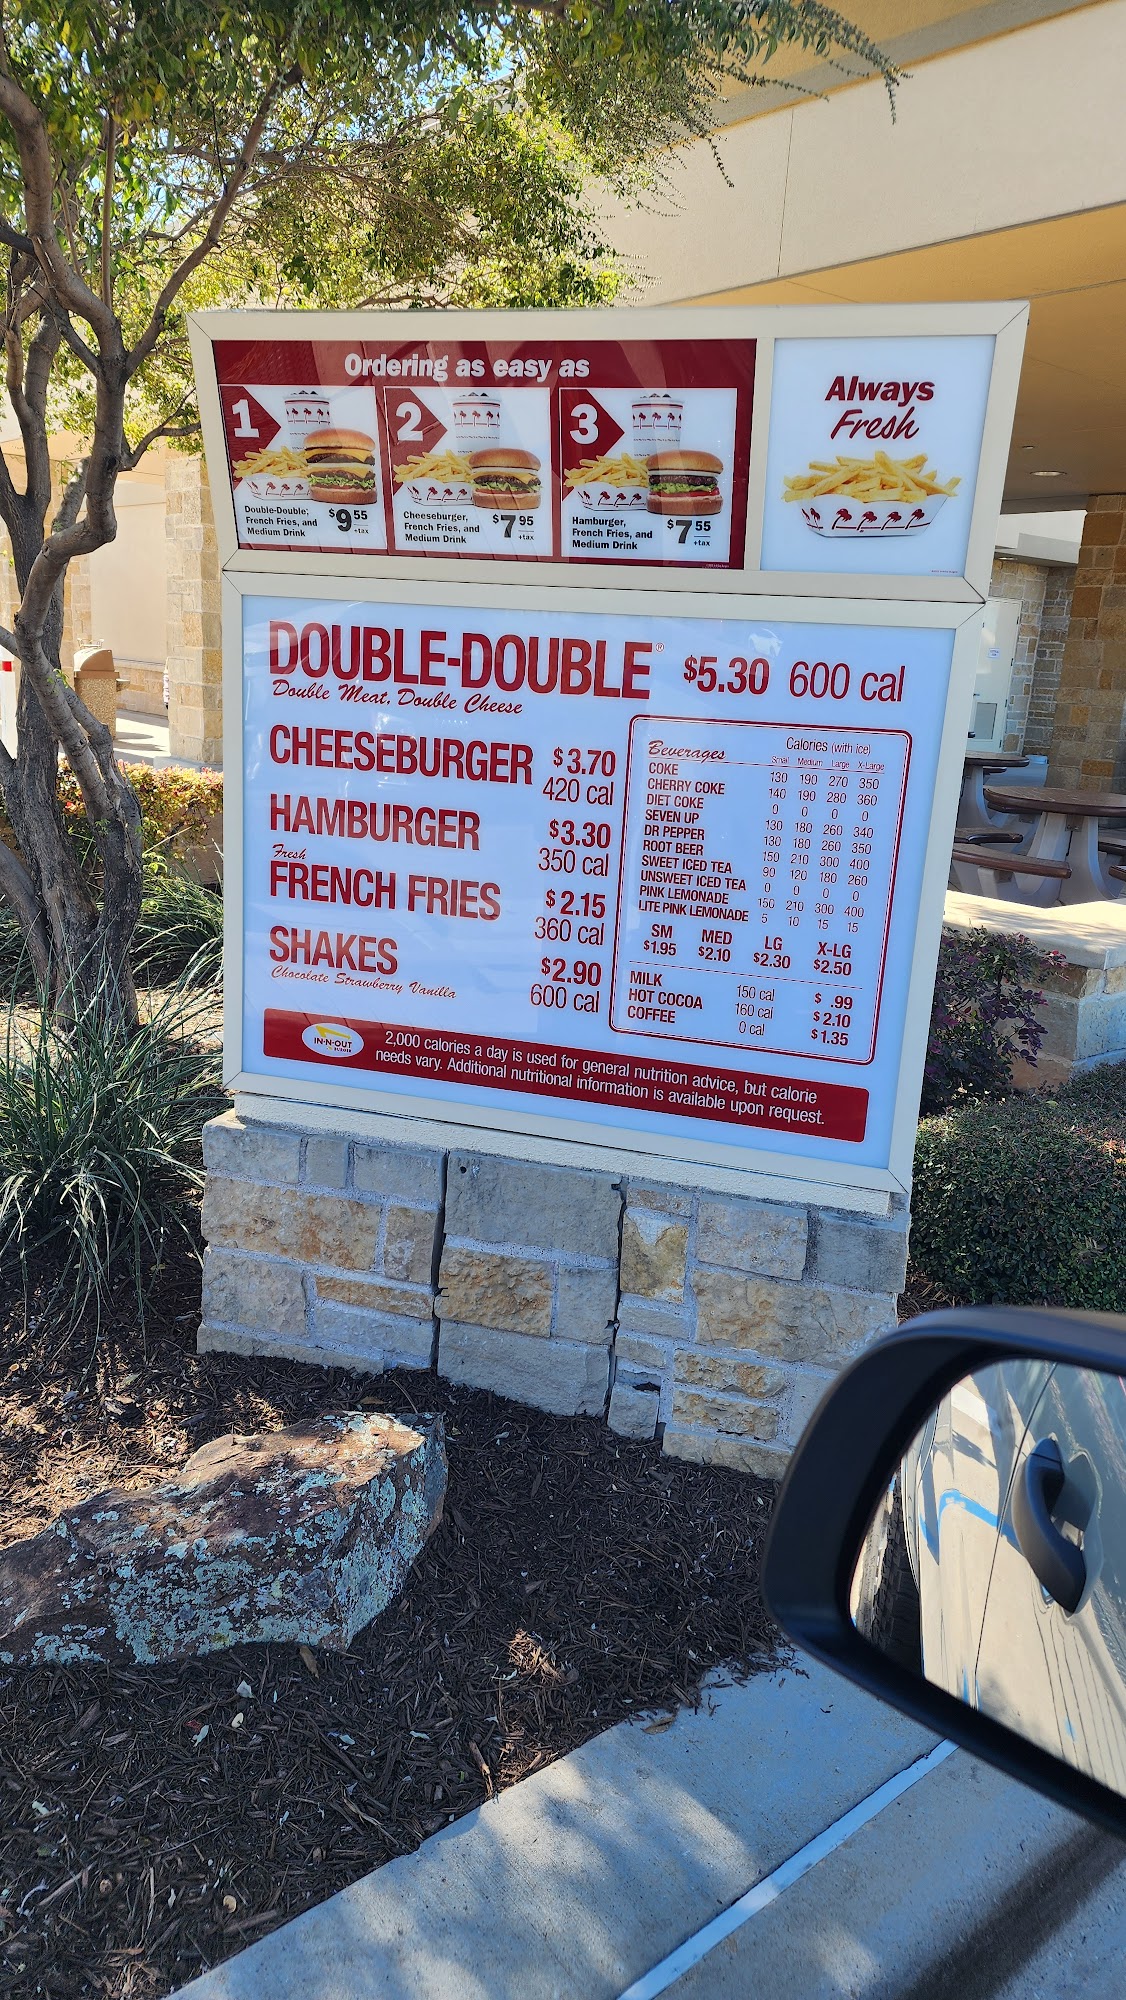 Ordering as easy as
1
Double-Double,
French Fries, and
Medium Drink
$9 55
+tax
2
Cheeseburger,
French Fries, and
Medium Drink
$7 95
+tax
3
Hamburger,
French Fries, and
Medium Drink
$7 55
+tax
Always
Fresh
DOUBLE-DOUBLE® $5.30 600 cal
Double Meat, Double Cheese
CHEESEBURGER $3.70
420 cal
HAMBURGER $3.30
350 cal
Fresh
FRENCH FRIES $2.15
360 cal
SHAKES $2.90
Chocolate Strawberry Vanilla 600 cal
Beverages Calories (with ice)
Small Medium Large X-Large
COKE 130 190 270 350
CHERRY COKE 140 190 280 360
DIET COKE 0 0 0 0
SEVEN UP 130 180 260 340
DR PEPPER 130 180 260 350
ROOT BEER 150 210 300 400
SWEET ICED TEA 90 120 180 260
UNSWEET ICED TEA 0 0 0 0
PINK LEMONADE 150 210 300 400
LITE PINK LEMONADE 5 10 15 15
SM MED LG X-LG
$1.95 $2.10 $2.30 $2.50
MILK 150 cal $ .99
HOT COCOA 160 cal $2.10
COFFEE 0 cal $1.35
IN-N-OUT
BURGER
2,000 calories a day is used for general nutrition advice, but calorie
needs vary. Additional nutritional information is available upon request.